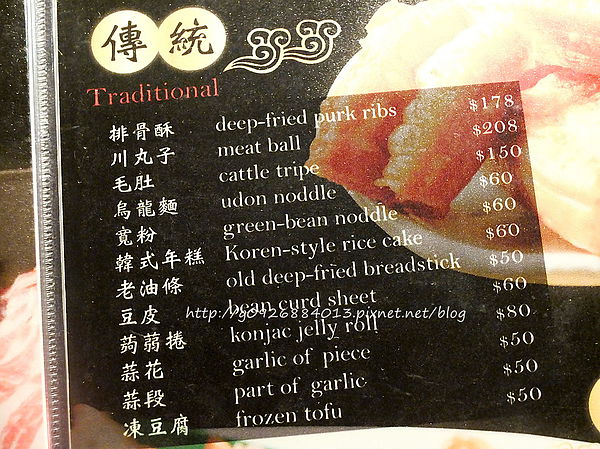 傳統
Traditional
排骨酥 deep-fried purk ribs $178
川丸子 meat ball $208
毛肚 cattle tripe $150
烏龍麵 udon noddle $60
寬粉 green-bean noddle $60
韓式年糕 Koren-style rice cake $60
老油條 old deep-fried breadstick $50
豆皮 bean curd sheet $60
蒟蒻捲 konjac jelly roll $80
蒜花 garlic of piece $50
蒜段 part of garlic $50
凍豆腐 frozen tofu $50
http://g0926884013.pixnet.net/blog